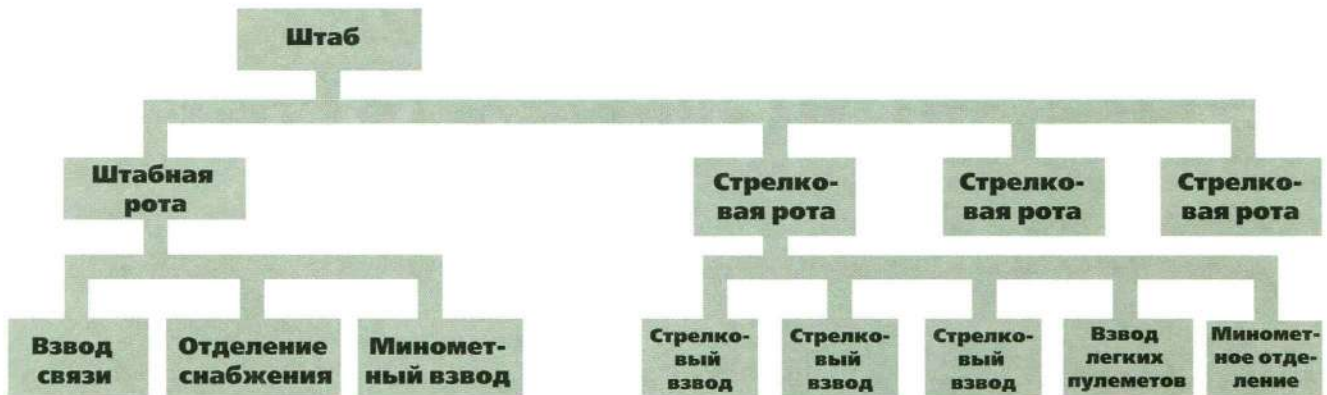 Штаб
Штабная
рота
Стрелко-
вая рота
Стрелко-
вая рота
Стрелко-
вая рота
Взвод
связи
Отделение
снабжения
Миномет-
ный взвод
Стрелко-
вый
взвод
Стрелко-
вый
взвод
Стрелко-
вый
взвод
Взвод
легких
пулеметов
Миномет-
ное отде-
ление